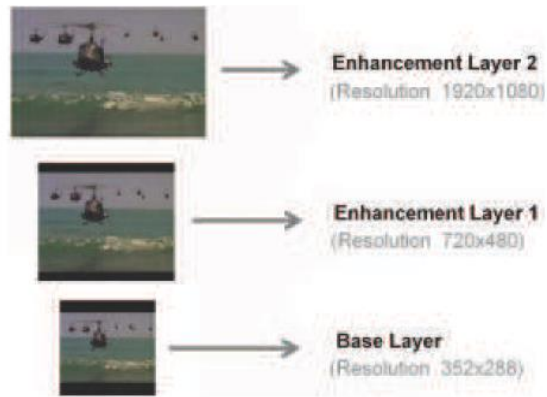 Enhancement Layer 2
(Resolution 1920x1080)
Enhancement Layer 1
(Resolution 720x480)
Base Layer
(Resolution 352x288)